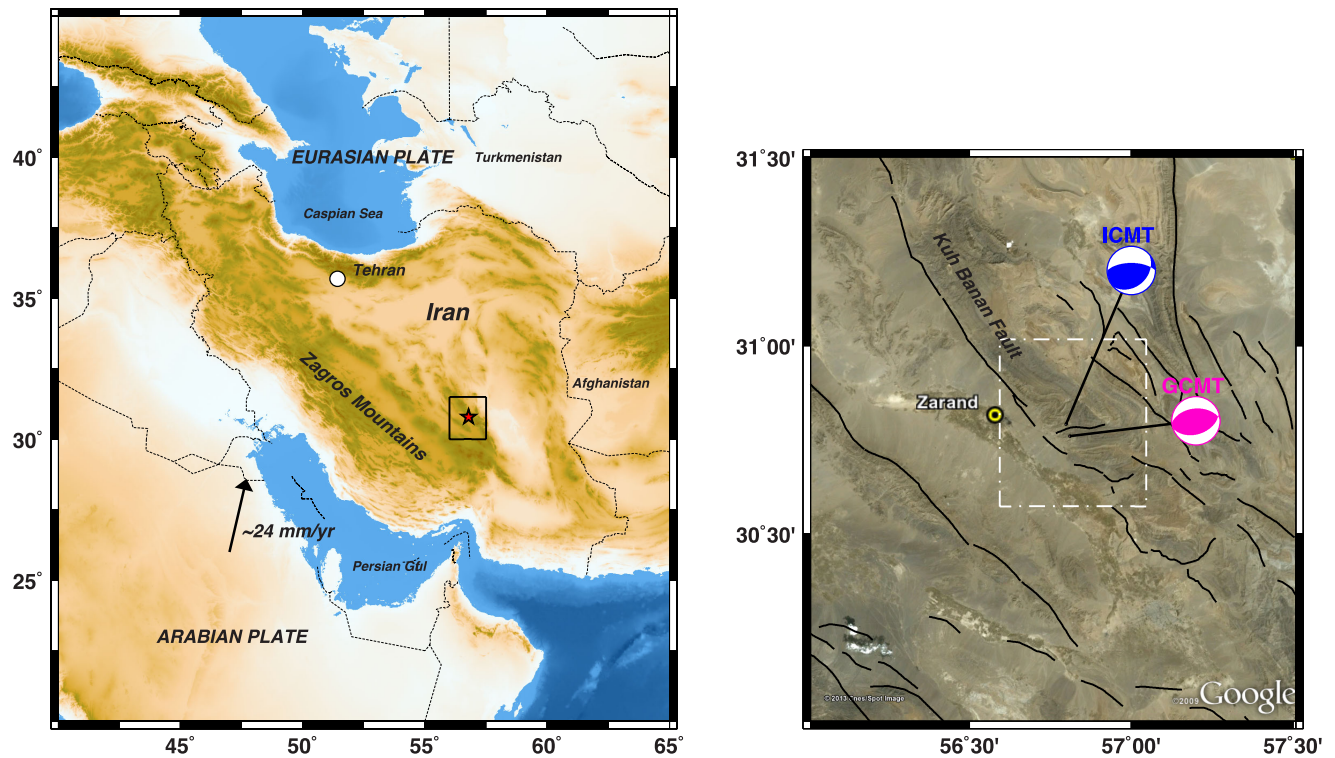 EURASIAN PLATE
Turkmenistan
Caspian Sea
Tehran
Iran
Zagros Mountains
Afghanistan
~24 mm/yr
Persian Gul
ARABIAN PLATE
40°
35°
30°
25°
45°
50°
55°
60°
65°
31°30'
31°00'
30°30'
56°30'
57°00'
57°30'
ICMT
Kuh Banan Fault
GCMT
Zarand
© 2013 Cnes/Spot Image
©2009 Google